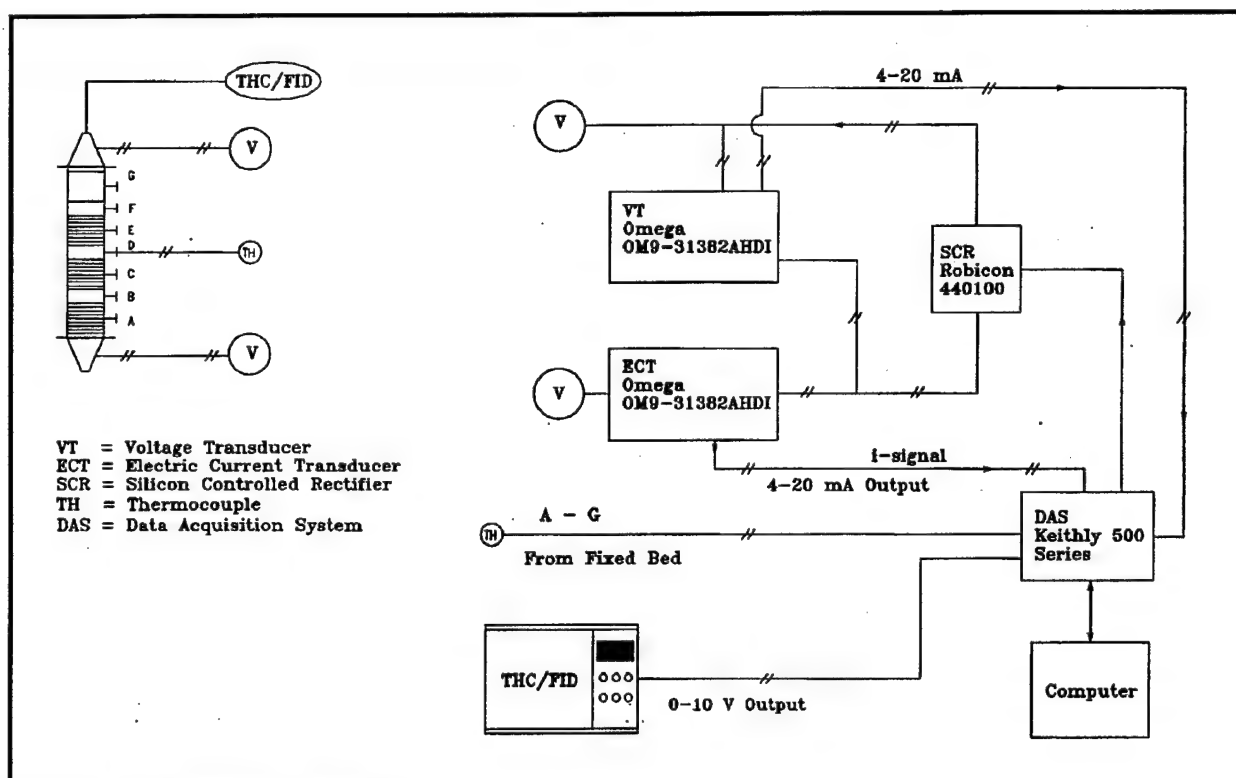 THC/FID
V
G
F
E
D
TH
C
B
A
V
VT = Voltage Transducer
ECT = Electric Current Transducer
SCR = Silicon Controlled Rectifier
TH = Thermocouple
DAS = Data Acquisition System
4-20 mA
V
VT
Omega
OM9-31382AHDI
SCR
Robicon
440100
V
ECT
Omega
OM9-31382AHDI
i-signal
4-20 mA Output
A - G
TH
From Fixed Bed
DAS
Keithly 500
Series
THC/FID
0-10 V Output
Computer